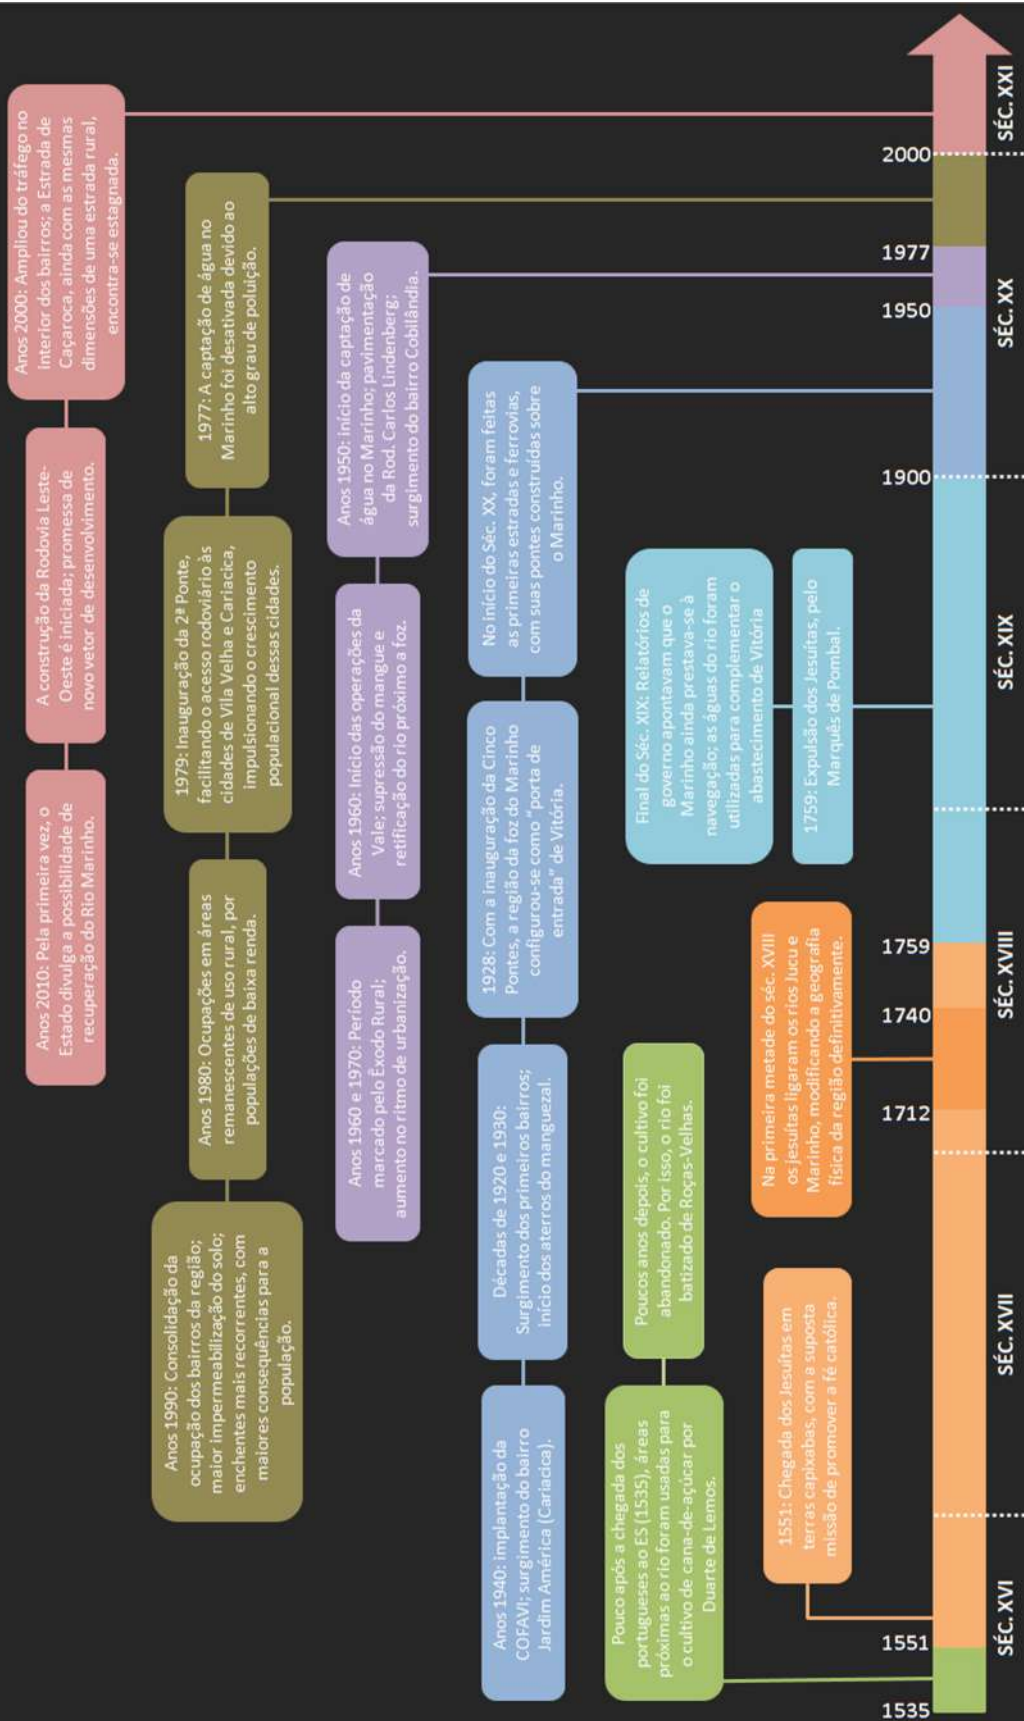 Anos 2010: Pela primeira vez, o
Estado divulga a possibilidade de
recuperação do Rio Marinho.
A construção da Rodovia Leste-
Oeste é iniciada; promessa de
novo vetor de desenvolvimento.
Anos 2000: Ampliou do tráfego no
interior dos bairros; a Estrada de
Caçaroca, ainda com as mesmas
dimensões de uma estrada rural,
encontra-se estagnada.
Anos 1990: Consolidação da
ocupação dos bairros da região;
maior impermeabilização do solo;
enchentes mais recorrentes, com
maiores consequências para a
população.
Anos 1980: Ocupações em áreas
remanescentes de uso rural, por
populações de baixa renda.
1979: Inauguração da 2ª Ponte,
facilitando o acesso rodoviário às
cidades de Vila Velha e Cariacica,
impulsionando o crescimento
populacional dessas cidades.
1977: A captação de água no
Marinho foi desativada devido ao
alto grau de poluição.
Anos 1960 e 1970: Período
marcado pelo Êxodo Rural;
aumento no ritmo de urbanização.
Anos 1960: Início das operações da
Vale; supressão do mangue e
retificação do rio próximo a foz.
Anos 1950: início da captação de
água no Marinho; pavimentação
da Rod. Carlos Lindenberg;
surgimento do bairro Cobilândia.
Anos 1940: implantação da
COFAVI; surgimento do bairro
Jardim América (Cariacica).
Décadas de 1920 e 1930:
Surgimento dos primeiros bairros;
início dos aterros do manguezal.
1928: Com a inauguração da Cinco
Pontes, a região da foz do Marinho
configurou-se como "porta de
entrada" de Vitória.
No início do Séc. XX, foram feitas
as primeiras estradas e ferrovias,
com suas pontes construídas sobre
o Marinho.
Pouco após a chegada dos
portugueses ao ES (1535), áreas
próximas ao rio foram usadas para
o cultivo de cana-de-açúcar por
Duarte de Lemos.
Poucos anos depois, o cultivo foi
abandonado. Por isso, o rio foi
batizado de Roças-Velhas.
Final do Séc. XIX: Relatórios de
governo apontavam que o
Marinho ainda prestava-se à
navegação; as águas do rio foram
utilizadas para complementar o
abastecimento de Vitória
1759: Expulsão dos Jesuítas, pelo
Marquês de Pombal.
1551: Chegada dos Jesuítas em
terras capixabas, com a suposta
missão de promover a fé católica.
Na primeira metade do séc. XVIII
os jesuítas ligaram os rios Jucu e
Marinho, modificando a geografia
física da região definitivamente.
1535
1551
1712
1740
1759
1900
1950
1977
2000
SÉC. XVI
SÉC. XVII
SÉC. XVIII
SÉC. XIX
SÉC. XX
SÉC. XXI